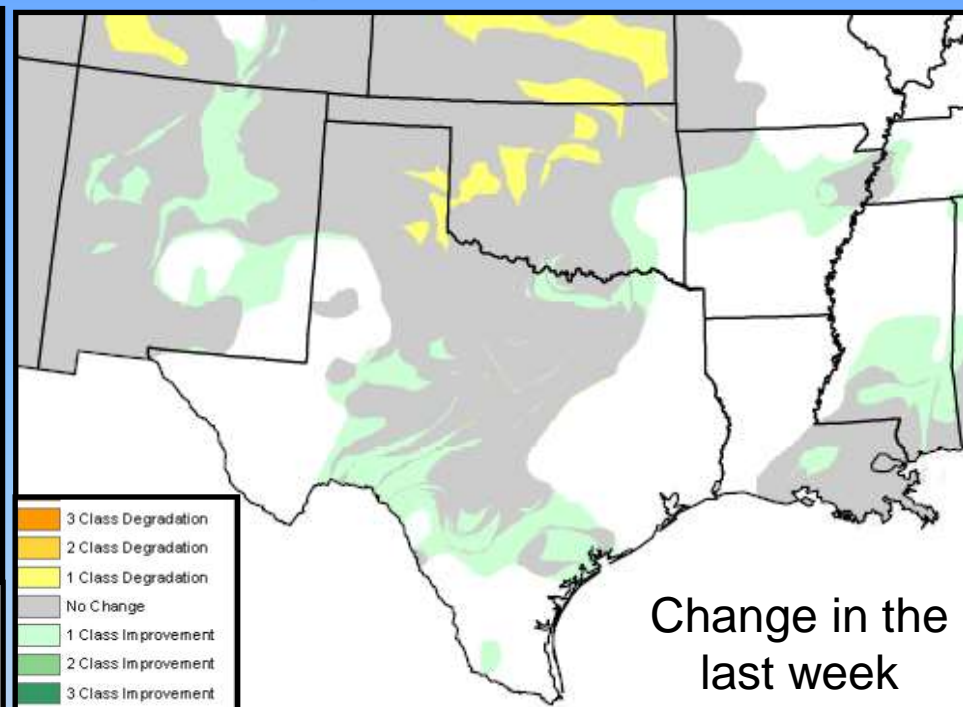 3 Class Degradation
2 Class Degradation
1 Class Degradation
No Change
1 Class Improvement
2 Class Improvement
3 Class Improvement
Change in the
last week